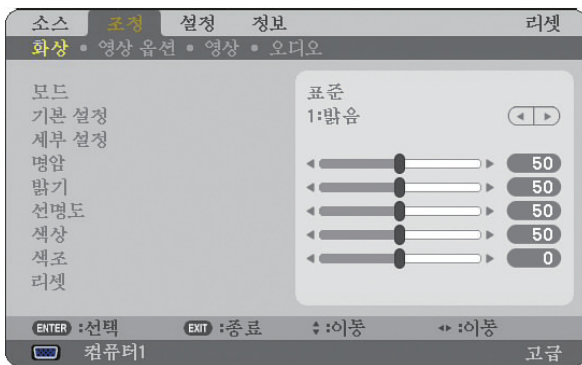 소스 조정 설정 정보 리셋
화상 • 영상 옵션 • 영상 • 오디오
모드 표준
기본 설정 1:밝음
세부 설정
명암 50
밝기 50
선명도 50
색상 50
색조 0
리셋
ENTER :선택 EXIT :종료 :이동 :이동
컴퓨터1 고급